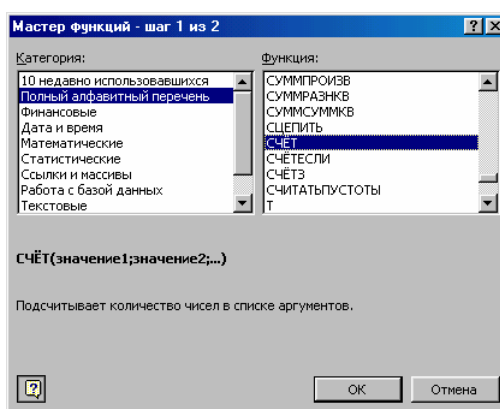 Мастер функций - шаг 1 из 2
Категория:
Функция:
10 недавно использовавшихся
Полный алфавитный перечень
Финансовые
Дата и время
Математические
Статистические
Ссылки и массивы
Работа с базой данных
Текстовые
СУММПРОИЗВ
СУММРАЗНКВ
СУММСУММКВ
СЦЕПИТЬ
СЧЁТ
СЧЁТЕСЛИ
СЧЁТЗ
СЧИТАТЬПУСТОТЫ
Т
СЧЁТ(значение1;значение2;...)
Подсчитывает количество чисел в списке аргументов.
ОК
Отмена